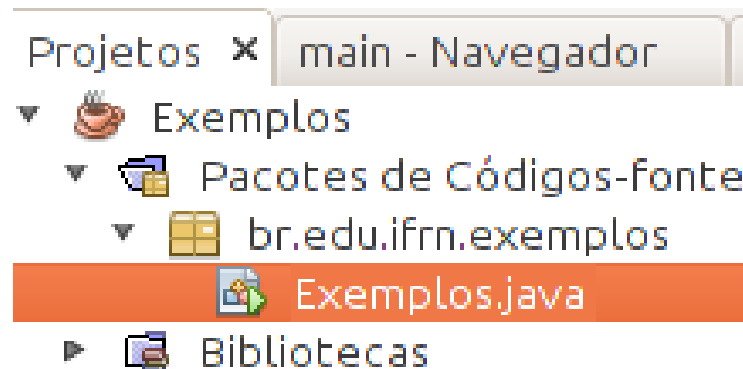 Projetos × main - Navegador
Exemplos
Pacotes de Códigos-fonte
br.edu.ifrn.exemplos
Exemplos.java
Bibliotecas